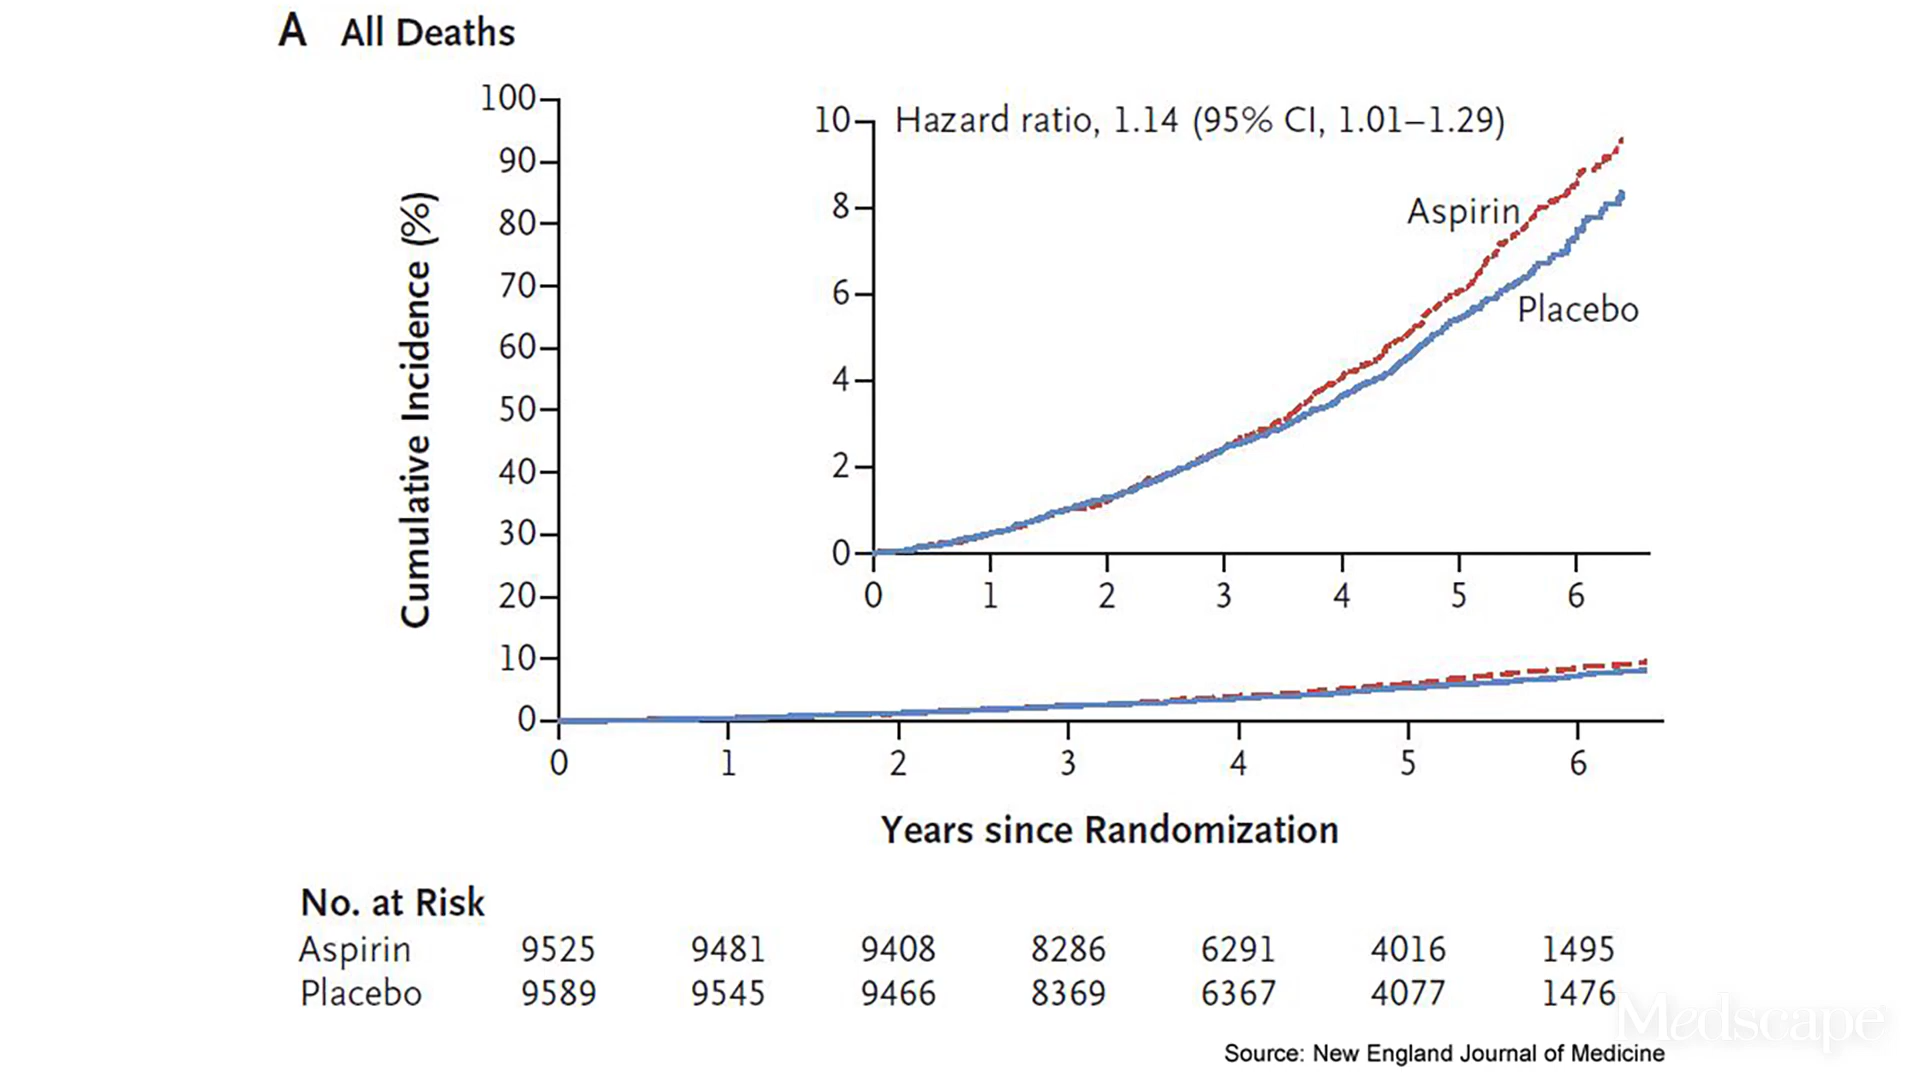 A All Deaths
Cumulative Incidence (%)
100
90
80
70
60
50
40
30
20
10
0
10
8
6
4
2
0
Hazard ratio, 1.14 (95% CI, 1.01–1.29)
Aspirin
Placebo
0 1 2 3 4 5 6
0 1 2 3 4 5 6
Years since Randomization
No. at Risk
Aspirin 9525 9481 9408 8286 6291 4016 1495
Placebo 9589 9545 9466 8369 6367 4077 1476
Medscape
Source: New England Journal of Medicine